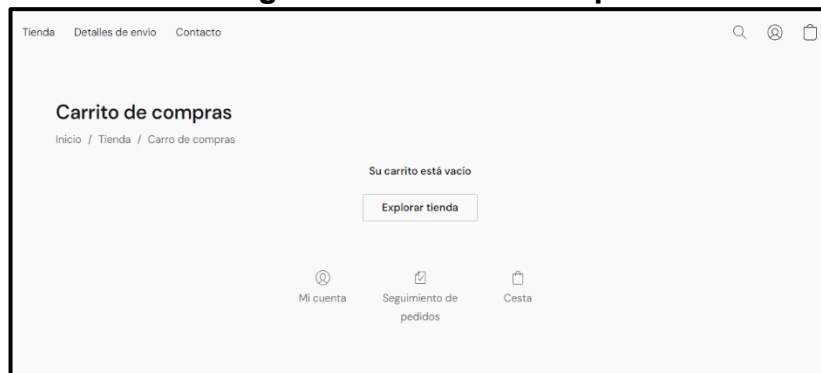 Tienda Detalles de envío Contacto
Carrito de compras
Inicio / Tienda / Carro de compras
Su carrito está vacío
Explorar tienda
Mi cuenta Seguimiento de pedidos Cesta